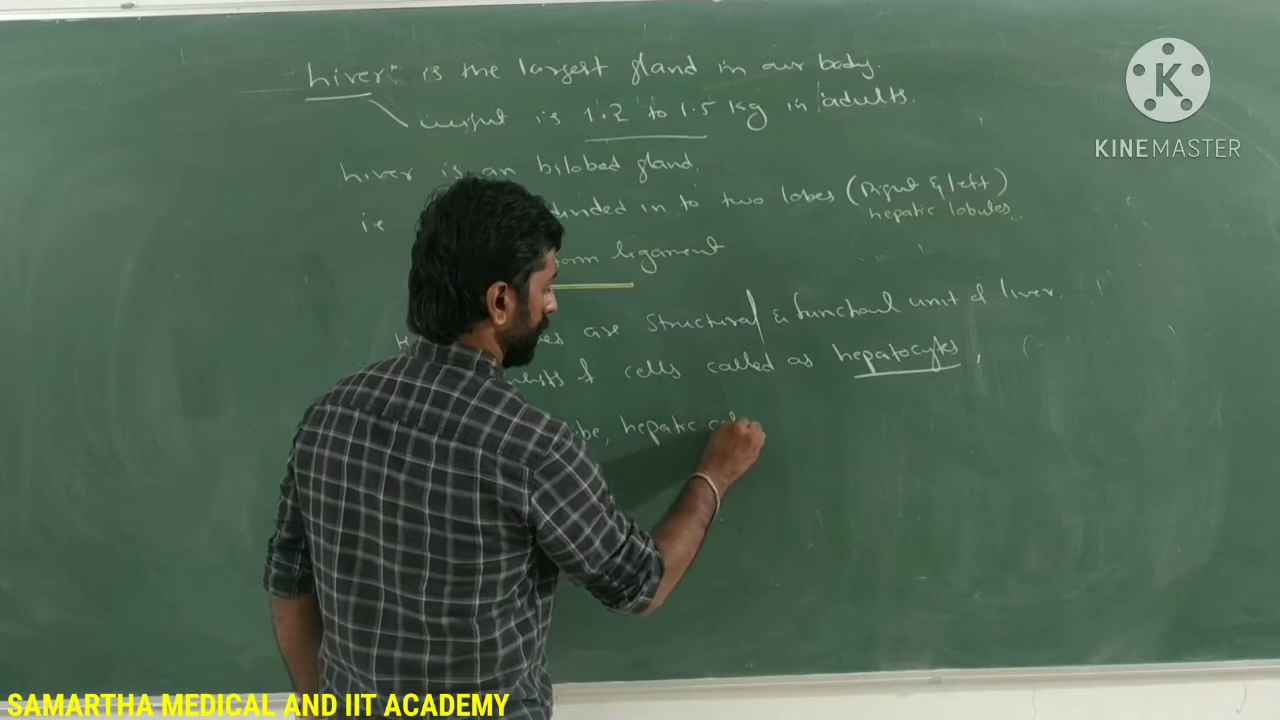 Liver is the largest gland in our body.
weight is 1.2 to 1.5 kg in adults.
Liver is an bilobed gland.
i.e in to two lobes (Right & left)
hepatic lobules
ligament
are structural & functional unit of liver.
of cells called as hepatocytes,
hepatic
KINEMASTER
SAMARTHA MEDICAL AND IIT ACADEMY